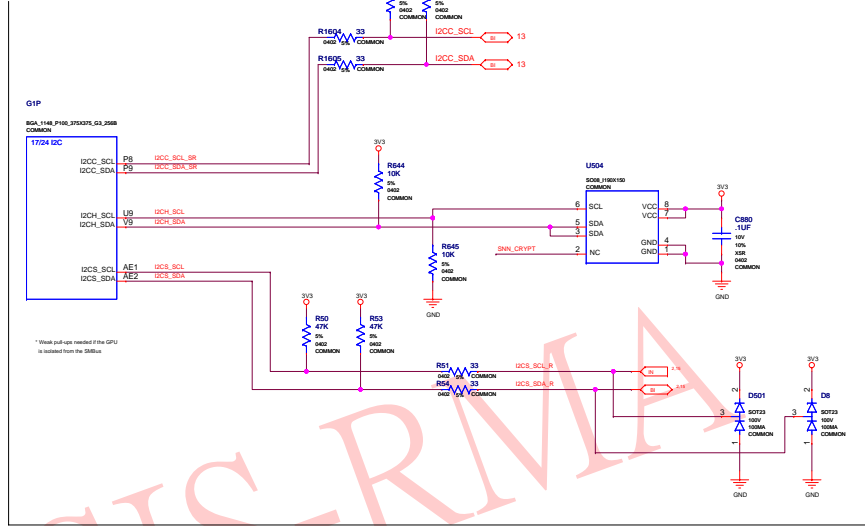 5%
0402
COMMON
5%
0402
COMMON
R1604 33
0402 5% COMMON
I2CC_SCL
BI 13
R1605 33
0402 5% COMMON
I2CC_SDA
BI 13
G1P
BGA_1148_P100_375X375_G3_256B
COMMON
17/24 I2C
I2CC_SCL P8 I2CC_SCL_SR
I2CC_SDA P9 I2CC_SDA_SR
I2CH_SCL U9 I2CH_SCL
I2CH_SDA V9 I2CH_SDA
I2CS_SCL AE1 I2CS_SCL
I2CS_SDA AE2 I2CS_SDA
3V3
R644
10K
5%
0402
COMMON
R645
10K
5%
0402
COMMON
GND
U504
SO08_I190X150
COMMON
6 SCL
5 SDA
3 SDA
2 NC
VCC 8
VCC 7
GND 4
GND 1
SNN_CRYPT
3V3
C880
.1UF
10V
10%
X5R
0402
COMMON
GND
3V3
R50
47K
5%
0402
COMMON
3V3
R53
47K
5%
0402
COMMON
* Weak pull-ups needed if the GPU
is isolated from the SMBus
R51 33
0402 5% COMMON
I2CS_SCL_R
IN
R54 33
0402 5% COMMON
I2CS_SDA_R
BI
3V3
2
3
1
D501
SOT23
100V
100MA
COMMON
GND
3V3
2
3
1
D8
SOT23
100V
100MA
COMMON
GND
SIS-RMA